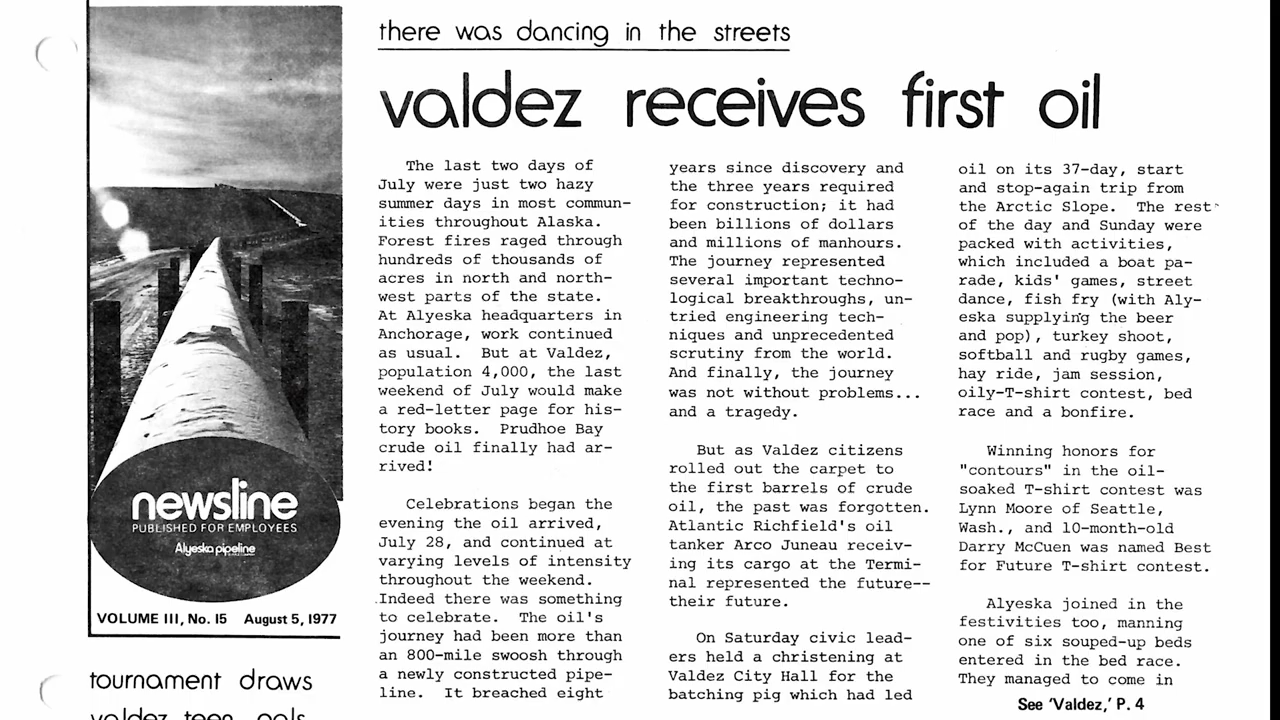 there was dancing in the streets
valdez receives first oil
The last two days of
July were just two hazy
summer days in most commun-
ities throughout Alaska.
Forest fires raged through
hundreds of thousands of
acres in north and north-
west parts of the state.
At Alyeska headquarters in
Anchorage, work continued
as usual.  But at Valdez,
population 4,000, the last
weekend of July would make
a red-letter page for his-
tory books.  Prudhoe Bay
crude oil finally had ar-
rived!
Celebrations began the
evening the oil arrived,
July 28, and continued at
varying levels of intensity
throughout the weekend.
Indeed there was something
to celebrate.  The oil's
journey had been more than
an 800-mile swoosh through
a newly constructed pipe-
line.  It breached eight
years since discovery and
the three years required
for construction; it had
been billions of dollars
and millions of manhours.
The journey represented
several important techno-
logical breakthroughs, un-
tried engineering tech-
niques and unprecedented
scrutiny from the world.
And finally, the journey
was not without problems...
and a tragedy.
But as Valdez citizens
rolled out the carpet to
the first barrels of crude
oil, the past was forgotten.
Atlantic Richfield's oil
tanker Arco Juneau receiv-
ing its cargo at the Termi-
nal represented the future--
their future.
On Saturday civic lead-
ers held a christening at
Valdez City Hall for the
batching pig which had led
oil on its 37-day, start
and stop-again trip from
the Arctic Slope.  The rest
of the day and Sunday were
packed with activities,
which included a boat pa-
rade, kids' games, street
dance, fish fry (with Aly-
eska supplying the beer
and pop), turkey shoot,
softball and rugby games,
hay ride, jam session,
oily-T-shirt contest, bed
race and a bonfire.
Winning honors for
"contours" in the oil-
soaked T-shirt contest was
Lynn Moore of Seattle,
Wash., and 10-month-old
Darry McCuen was named Best
for Future T-shirt contest.
Alyeska joined in the
festivities too, manning
one of six souped-up beds
entered in the bed race.
They managed to come in
See 'Valdez,' P. 4
newsline
PUBLISHED FOR EMPLOYEES
Alyeska pipeline
VOLUME III, No. 15 August 5, 1977
tournament draws
valdez teen gals